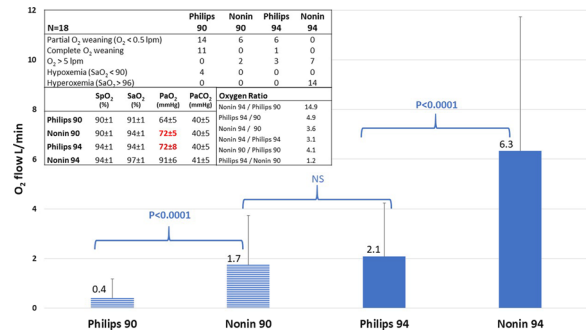 12
10
8
6
4
2
0
O₂ flow L/min
N=18 Philips 90 Nonin 90 Philips 94 Nonin 94
Partial O₂ weaning (O₂ < 0.5 lpm) 14 6 6 0
Complete O₂ weaning 11 0 1 0
O₂ > 5 lpm 0 2 3 7
Hypoxemia (SaO₂ < 90) 4 0 0 0
Hyperoxemia (SaO₂ > 96) 0 0 0 14
SpO₂ (%) SaO₂ (%) PaO₂ (mmHg) PaCO₂ (mmHg)
Philips 90 90±1 91±1 64±5 40±5
Nonin 90 90±1 94±1 72±5 40±5
Philips 94 94±1 94±1 72±8 40±5
Nonin 94 94±1 97±1 91±6 41±5
Oxygen Ratio
Nonin 94 / Philips 90 14.9
Philips 94 / 90 4.9
Nonin 94 / 90 3.6
Nonin 94 / Philips 94 3.1
Nonin 90 / Philips 90 4.1
Philips 94 / Nonin 90 1.2
P<0.0001
NS
P<0.0001
0.4
1.7
2.1
6.3
Philips 90
Nonin 90
Philips 94
Nonin 94